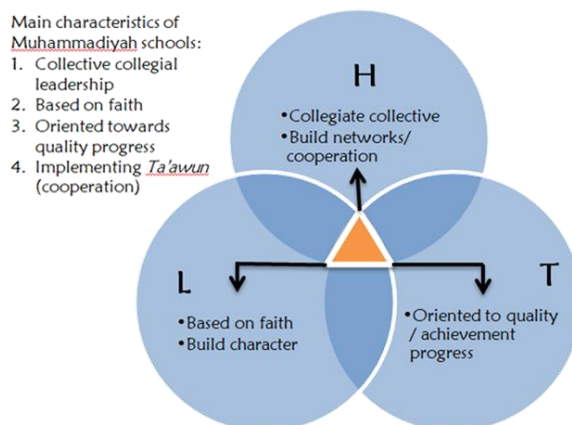 Main characteristics of
Muhammadiyah schools:
1. Collective collegial
leadership
2. Based on faith
3. Oriented towards
quality progress
4. Implementing Ta'awun
(cooperation)
H
•Collegiate collective
•Build networks/
cooperation
L
•Based on faith
•Build character
T
•Oriented to quality
/ achievement
progress